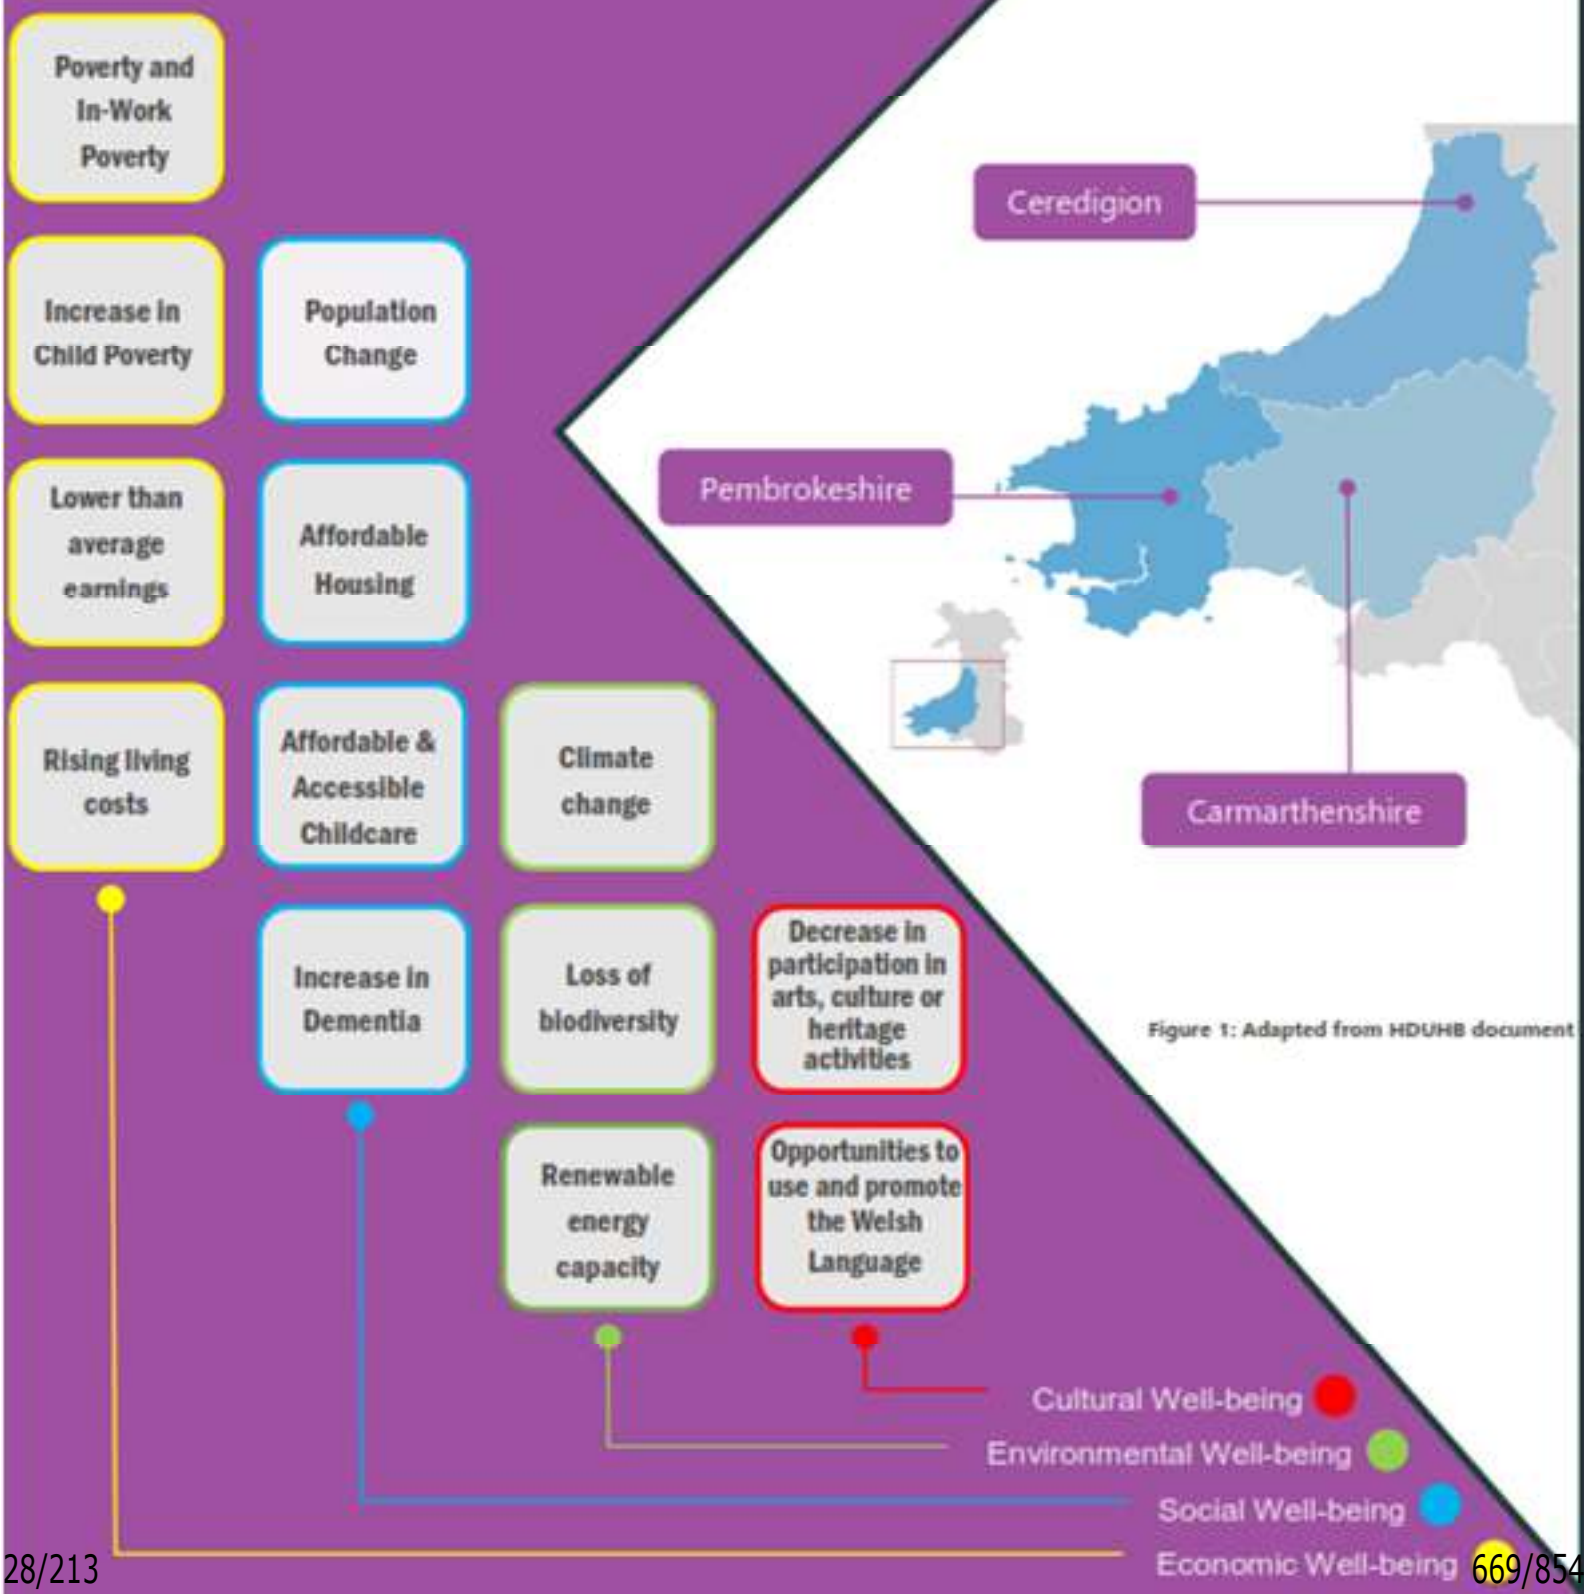 Poverty and
In-Work
Poverty
Increase in
Child Poverty
Lower than
average
earnings
Rising living
costs
Population
Change
Affordable
Housing
Affordable &
Accessible
Childcare
Increase in
Dementia
Climate
change
Loss of
biodiversity
Renewable
energy
capacity
Decrease in
participation in
arts, culture or
heritage
activities
Opportunities to
use and promote
the Welsh
Language
Ceredigion
Pembrokeshire
Carmarthenshire
Figure 1: Adapted from HDUHB document
Cultural Well-being
Environmental Well-being
Social Well-being
Economic Well-being
28/213
669/854